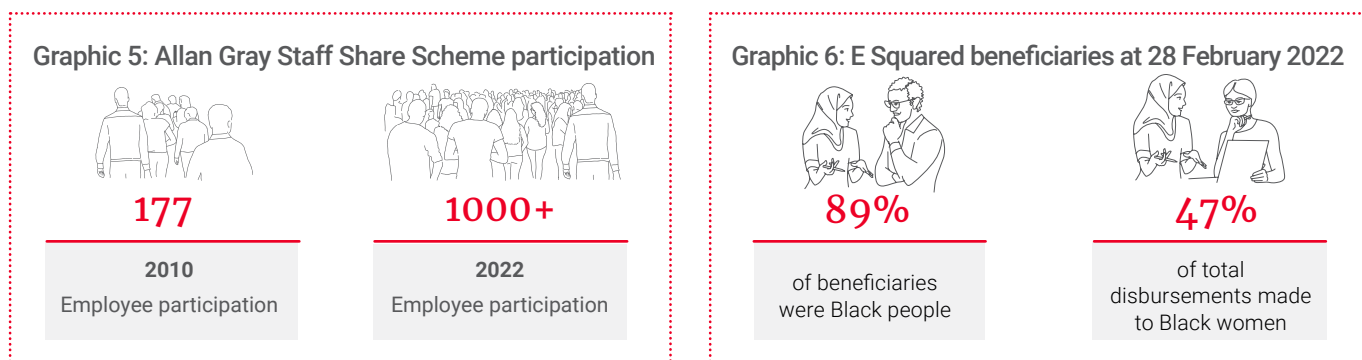 Graphic 5: Allan Gray Staff Share Scheme participation
177
2010
Employee participation
1000+
2022
Employee participation
Graphic 6: E Squared beneficiaries at 28 February 2022
89%
of beneficiaries
were Black people
47%
of total
disbursements made
to Black women